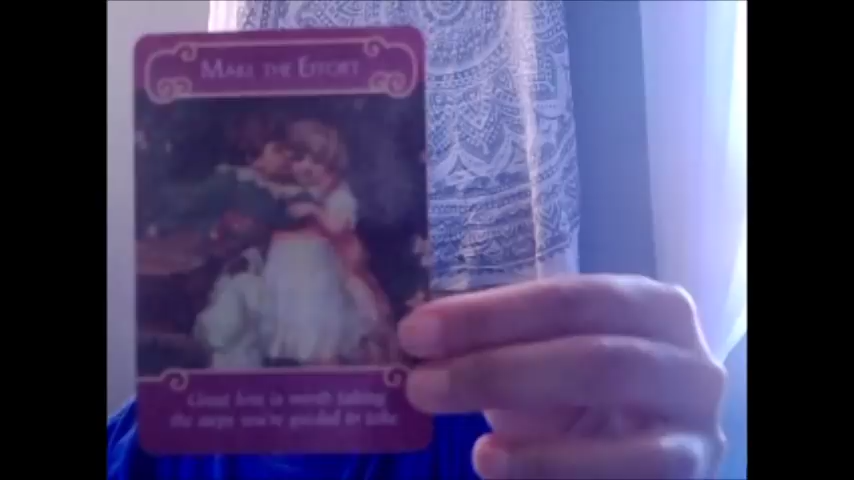 MAKE THE EFFORT
Great love is worth taking
the steps you're guided to take